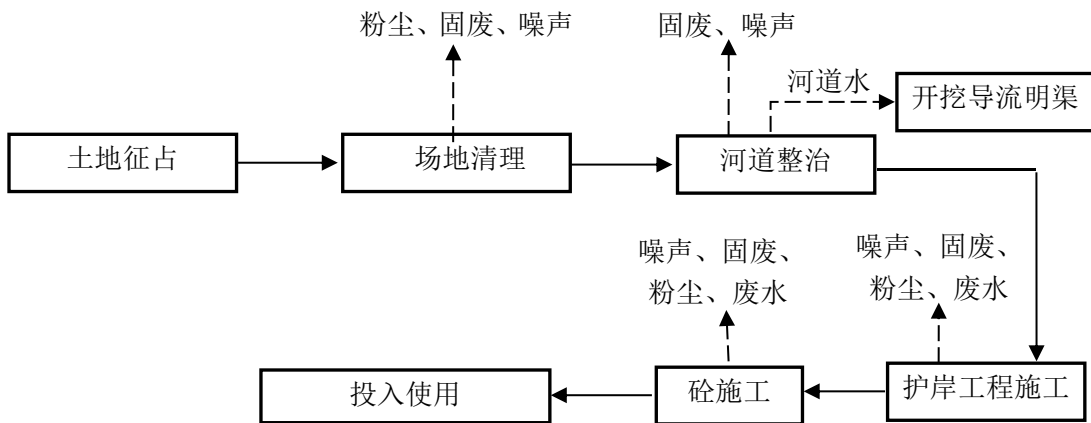 粉尘、固废、噪声
固废、噪声
河道水
开挖导流明渠
土地征占
场地清理
河道整治
噪声、固废、
粉尘、废水
噪声、固废、
粉尘、废水
投入使用
砼施工
护岸工程施工